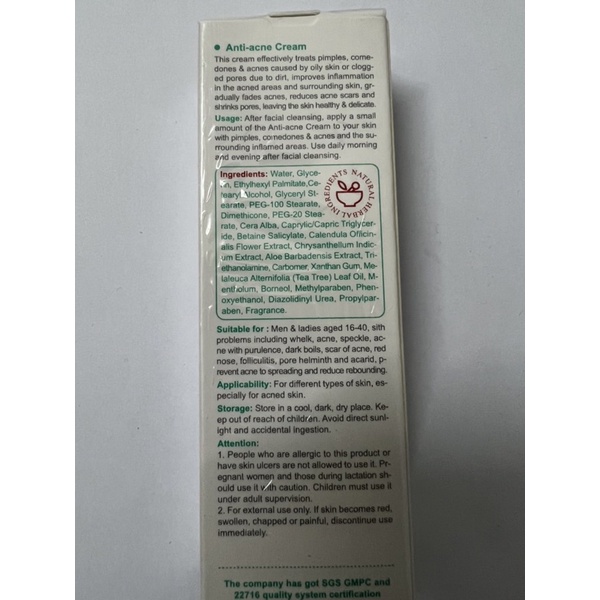 ● Anti-acne Cream
This cream effectively treats pimples, come-
dones & acnes caused by oily skin or clogg-
ed pores due to dirt, improves inflammation
in the acned areas and surrounding skin, gr-
adually fades acnes, reduces acne scars and
shrinks pores, leaving the skin healthy & delicate.
Usage: After facial cleansing, apply a small
amount of the Anti-acne Cream to your skin
with pimples, comedones & acnes and the su-
rrounding inflamed areas. Use daily morning
and evening after facial cleansing.
Ingredients: Water, Glyce-
rin, Ethylhexyl Palmitate,Ce-
tearyl Alcohol, Glyceryl St-
earate, PEG-100 Stearate,
Dimethicone, PEG-20 Stea-
rate, Cera Alba, Caprylic/Capric Triglycer-
ide, Betaine Salicylate, Calendula Officin-
alis Flower Extract, Chrysanthellum Indic-
um Extract, Aloe Barbadensis Extract, Tri-
ethanolamine, Carbomer, Xanthan Gum, Me-
laleuca Alternifolia (Tea Tree) Leaf Oil, M-
entholum, Borneol, Methylparaben, Phen-
oxyethanol, Diazolidinyl Urea, Propylpar-
aben, Fragrance.
NATURAL HERBAL INGREDIENTS
Suitable for : Men & ladies aged 16-40, sith
problems including whelk, acne, speckle, ac-
ne with purulence, dark boils, scar of acne, red
nose, folliculitis, pore helminth and acarid, p-
revent acne to spreading and reduce rebounding.
Applicability: For different types of skin, es-
pecially for acned skin.
Storage: Store in a cool, dark, dry place. Ke-
ep out of reach of children. Avoid direct sunl-
ight and accidental ingestion.
Attention:
1. People who are allergic to this product or
have skin ulcers are not allowed to use it. Pr-
egnant women and those during lactation sh-
ould use it with caution. Children must use it
under adult supervision.
2. For external use only. If skin becomes red,
swollen, chapped or painful, discontinue use
immediately.
The company has got SGS GMPC and
22716 quality system certification